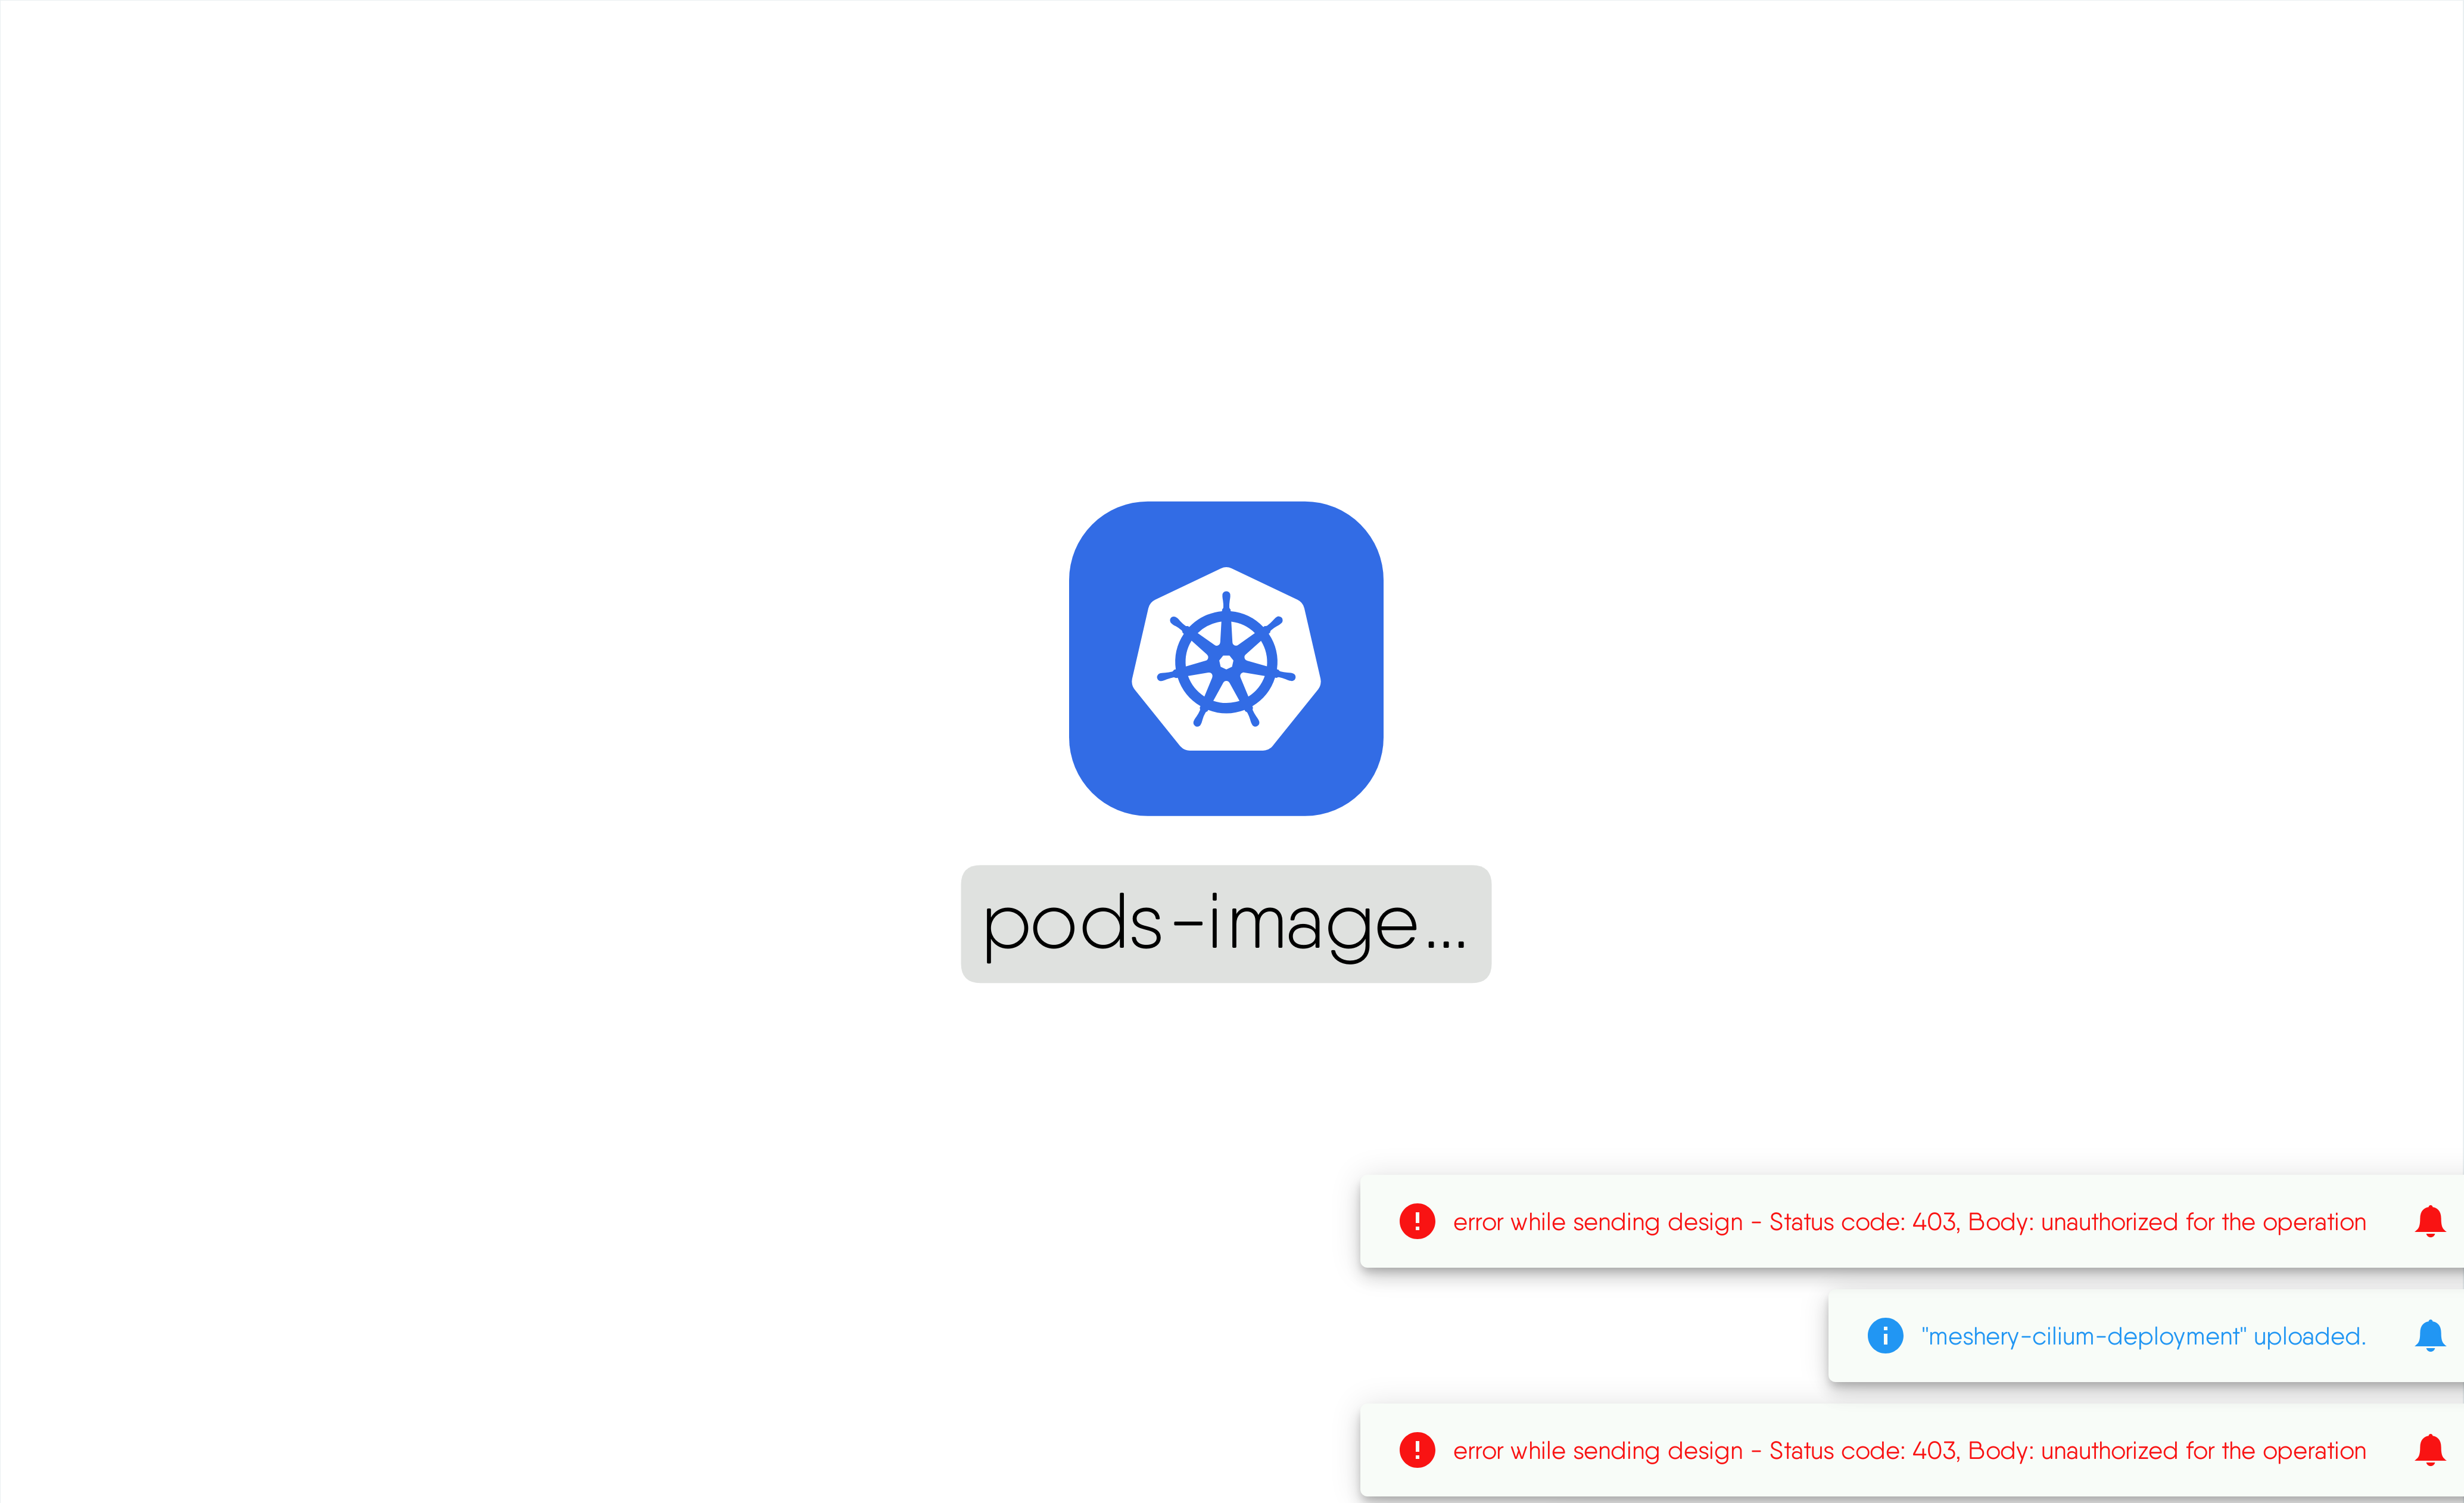 pods-image...
error while sending design - Status code: 403, Body: unauthorized for the operation
"meshery-cilium-deployment" uploaded.
error while sending design - Status code: 403, Body: unauthorized for the operation